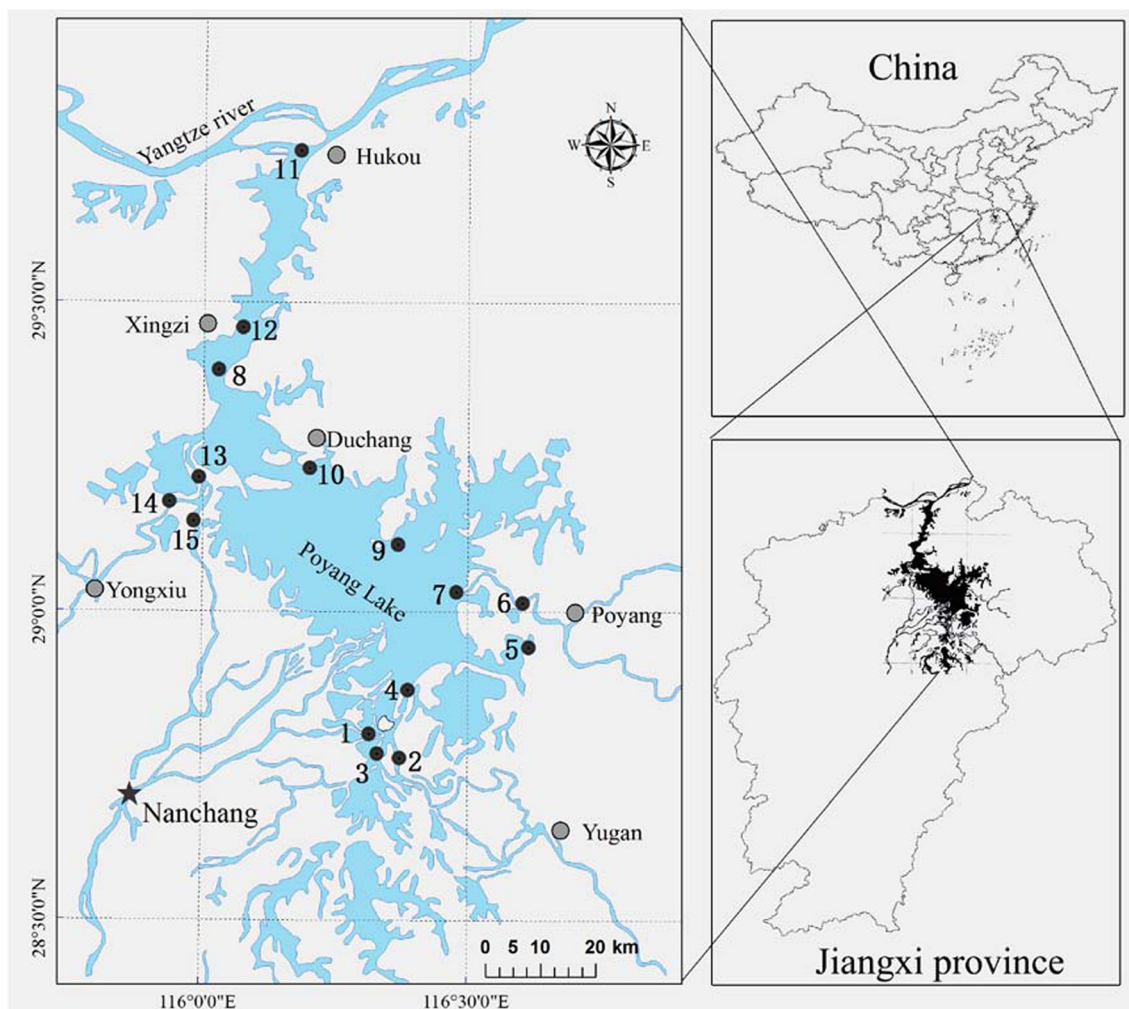 China
N
W
E
S
Yangtze river
11
Hukou
29°30'0"N
Xingzi
12
8
Duchang
13
10
14
15
9
Poyang Lake
Yongxiu
7
6
Poyang
29°0'0"N
5
4
1
3
2
Nanchang
Yugan
28°30'0"N
0 5 10 20 km
116°0'0"E
116°30'0"E
Jiangxi province